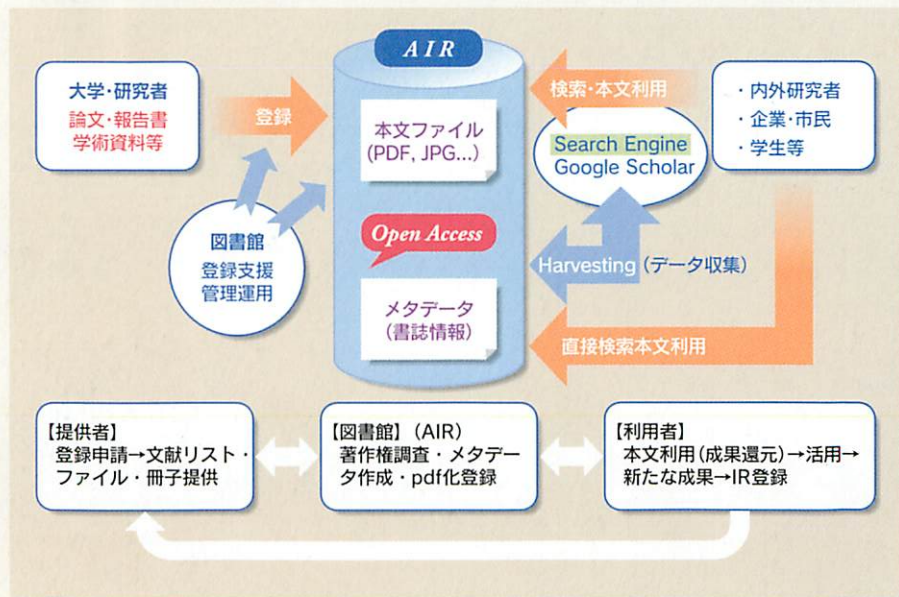 AIR
大学・研究者
論文・報告書
学術資料等
登録
本文ファイル
(PDF, JPG...)
検索・本文利用
・内外研究者
・企業・市民
・学生等
Search Engine
Google Scholar
図書館
登録支援
管理運用
Open Access
Harvesting (データ収集)
メタデータ
(書誌情報)
直接検索本文利用
【提供者】
登録申請→文献リスト・
ファイル・冊子提供
【図書館】(AIR)
著作権調査・メタデー
タ作成・pdf化登録
【利用者】
本文利用(成果還元)→活用→
新たな成果→IR登録